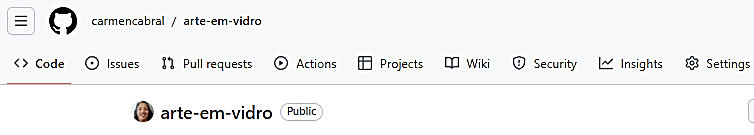 carmencabral / arte-em-vidro
Code Issues Pull requests Actions Projects Wiki Security Insights Settings
arte-em-vidro Public